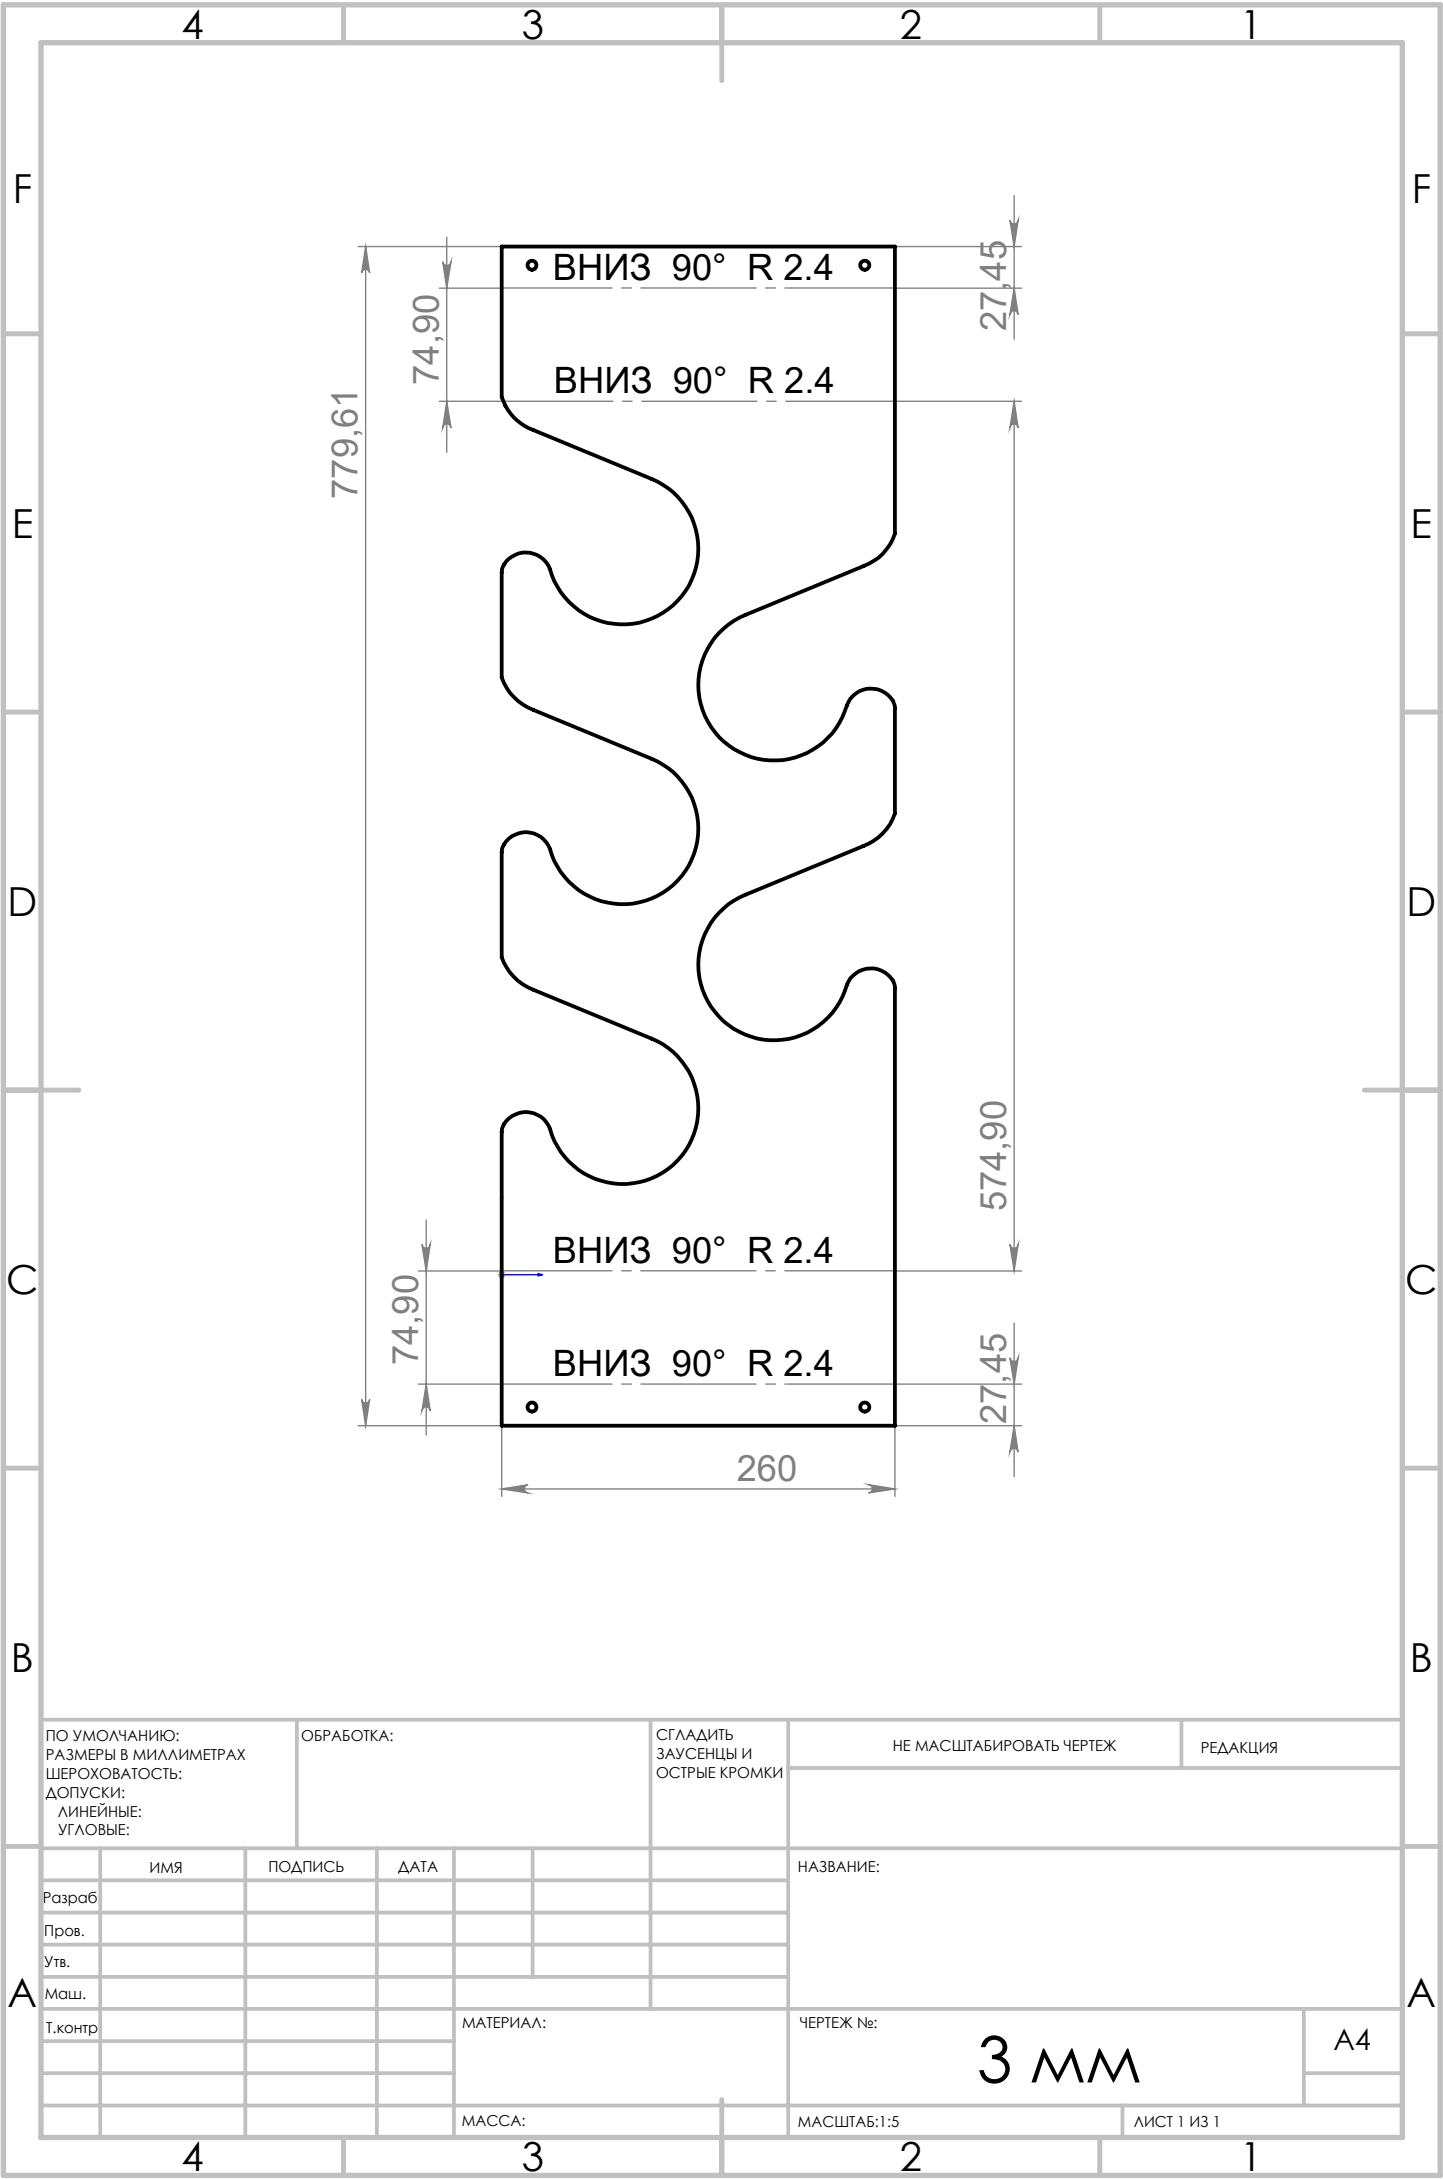 4 3 2 1
F F
ВНИЗ 90° R 2.4
27,45
74,90
ВНИЗ 90° R 2.4
779,61
E E
D D
574,90
ВНИЗ 90° R 2.4
C C
74,90
ВНИЗ 90° R 2.4
27,45
260
B B
ПО УМОЛЧАНИЮ:
РАЗМЕРЫ В МИЛЛИМЕТРАХ
ШЕРОХОВАТОСТЬ:
ДОПУСКИ:
ЛИНЕЙНЫЕ:
УГЛОВЫЕ:
ОБРАБОТКА:
СГЛАДИТЬ
ЗАУСЕНЦЫ И
ОСТРЫЕ КРОМКИ
НЕ МАСШТАБИРОВАТЬ ЧЕРТЕЖ
РЕДАКЦИЯ
ИМЯ ПОДПИСЬ ДАТА
НАЗВАНИЕ:
Разраб
Пров.
Утв.
A A
Маш.
Т.контр
МАТЕРИАЛ:
ЧЕРТЕЖ №:
3 мм
A4
МАССА:
МАСШТАБ:1:5
ЛИСТ 1 ИЗ 1
4 3 2 1